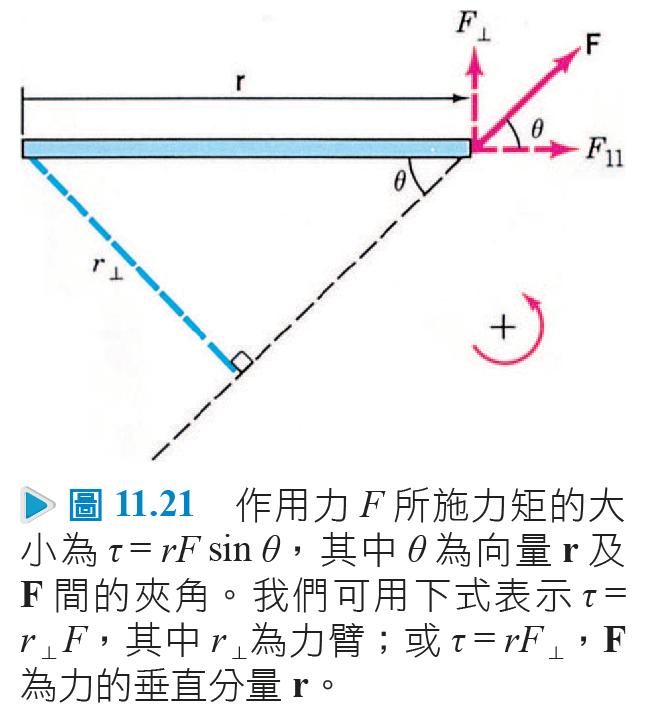 F⊥
F
r
θ
F11
θ
r⊥
+
圖 11.21 作用力 F 所施力矩的大
小為 τ = rF sin θ，其中 θ 為向量 r 及
F 間的夾角。我們可用下式表示 τ =
r⊥F，其中 r⊥為力臂；或 τ = rF⊥，F
為力的垂直分量 r。